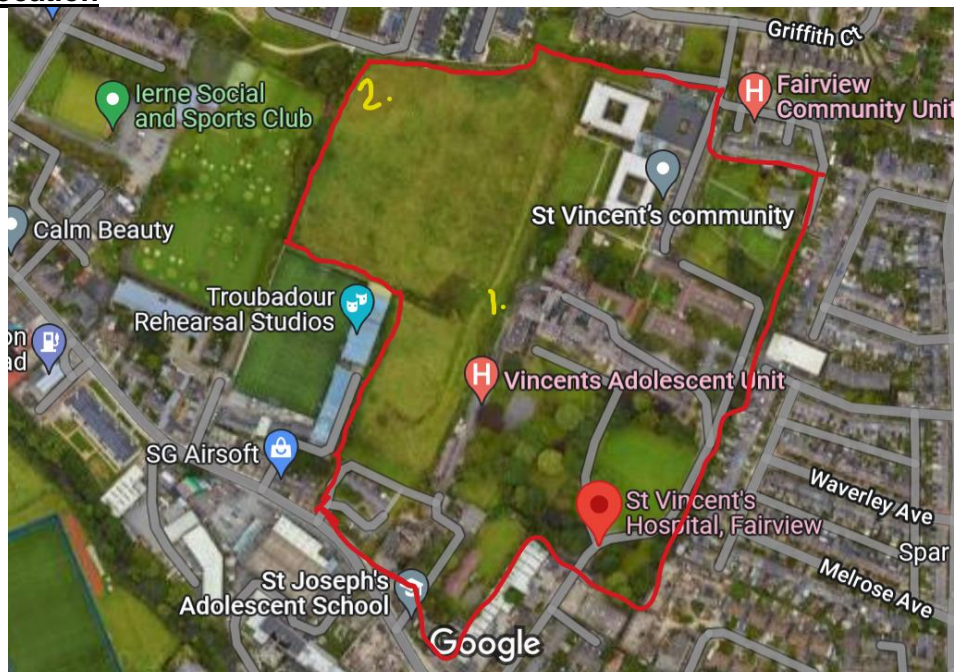 Griffith Ct
2.
H
Fairview
Community Unit
Ierne Social
and Sports Club
St Vincent's community
Calm Beauty
Troubadour
Rehearsal Studios
1.
H
Vincents Adolescent Unit
SG Airsoft
St Vincent's
Hospital, Fairview
Waverley Ave
Spar
Melrose Ave
St Joseph's
Adolescent School
Google